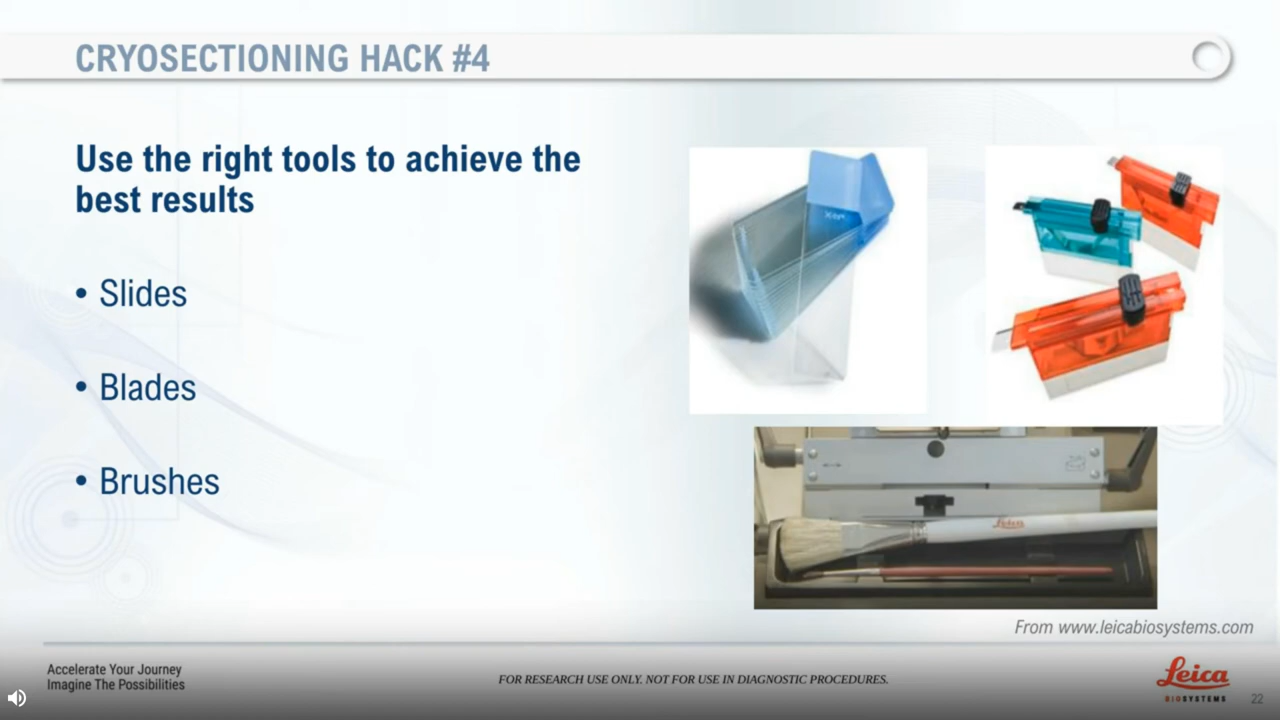 CRYOSECTIONING HACK #4
Use the right tools to achieve the
best results
• Slides
• Blades
• Brushes
Leica
From www.leicabiosystems.com
Accelerate Your Journey
Imagine The Possibilities
FOR RESEARCH USE ONLY. NOT FOR USE IN DIAGNOSTIC PROCEDURES.
Leica
BIOSYSTEMS
22